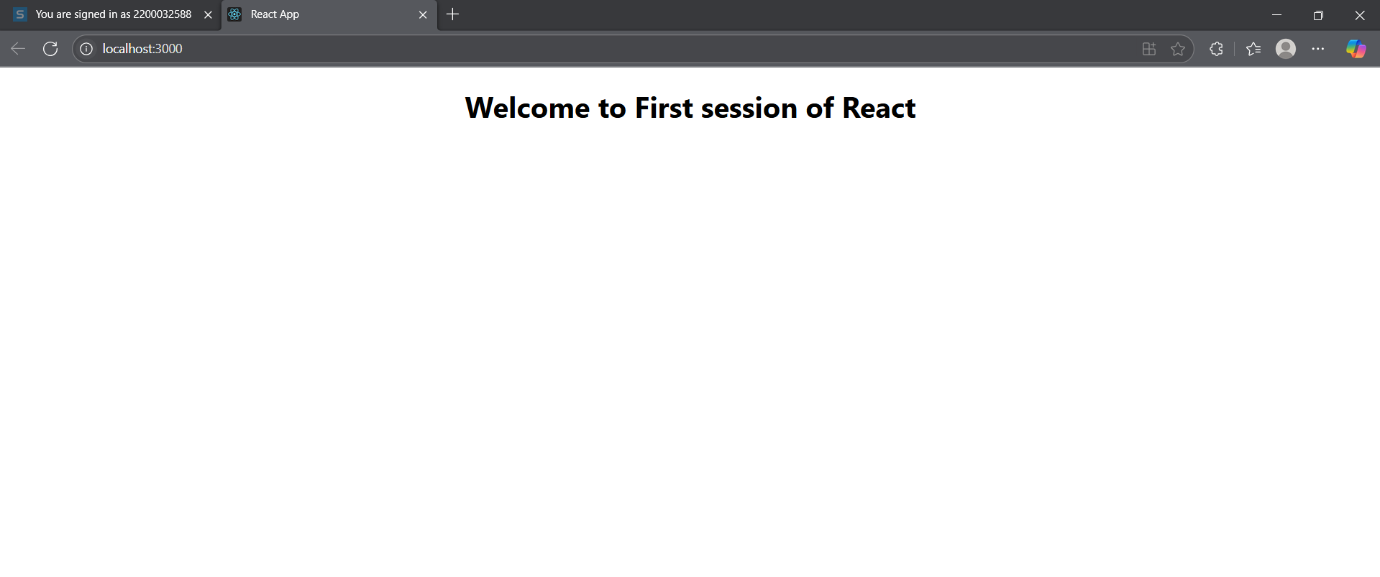 S You are signed in as 2200032588
React App
localhost:3000
Welcome to First session of React